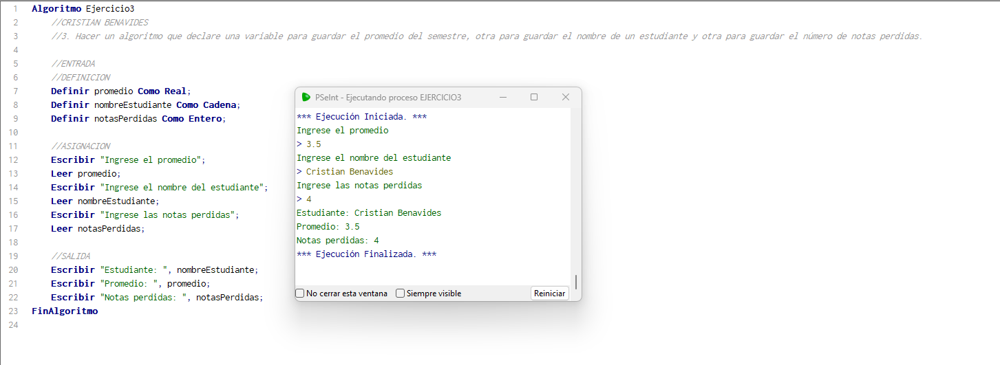 1 Algoritmo Ejercicio3
2 //CRISTIAN BENAVIDES
3 //3. Hacer un algoritmo que declare una variable para guardar el promedio del semestre, otra para guardar el nombre de un estudiante y otra para guardar el número de notas perdidas.
4
5 //ENTRADA
6 //DEFINICION
7 Definir promedio Como Real;
8 Definir nombreEstudiante Como Cadena;
9 Definir notasPerdidas Como Entero;
10
11 //ASIGNACION
12 Escribir "Ingrese el promedio";
13 Leer promedio;
14 Escribir "Ingrese el nombre del estudiante";
15 Leer nombreEstudiante;
16 Escribir "Ingrese las notas perdidas";
17 Leer notasPerdidas;
18
19 //SALIDA
20 Escribir "Estudiante: ", nombreEstudiante;
21 Escribir "Promedio: ", promedio;
22 Escribir "Notas perdidas: ", notasPerdidas;
23 FinAlgoritmo
24
PSeInt - Ejecutando proceso EJERCICIO3
*** Ejecución Iniciada. ***
Ingrese el promedio
> 3.5
Ingrese el nombre del estudiante
> Cristian Benavides
Ingrese las notas perdidas
> 4
Estudiante: Cristian Benavides
Promedio: 3.5
Notas perdidas: 4
*** Ejecución Finalizada. ***
No cerrar esta ventana Siempre visible Reiniciar